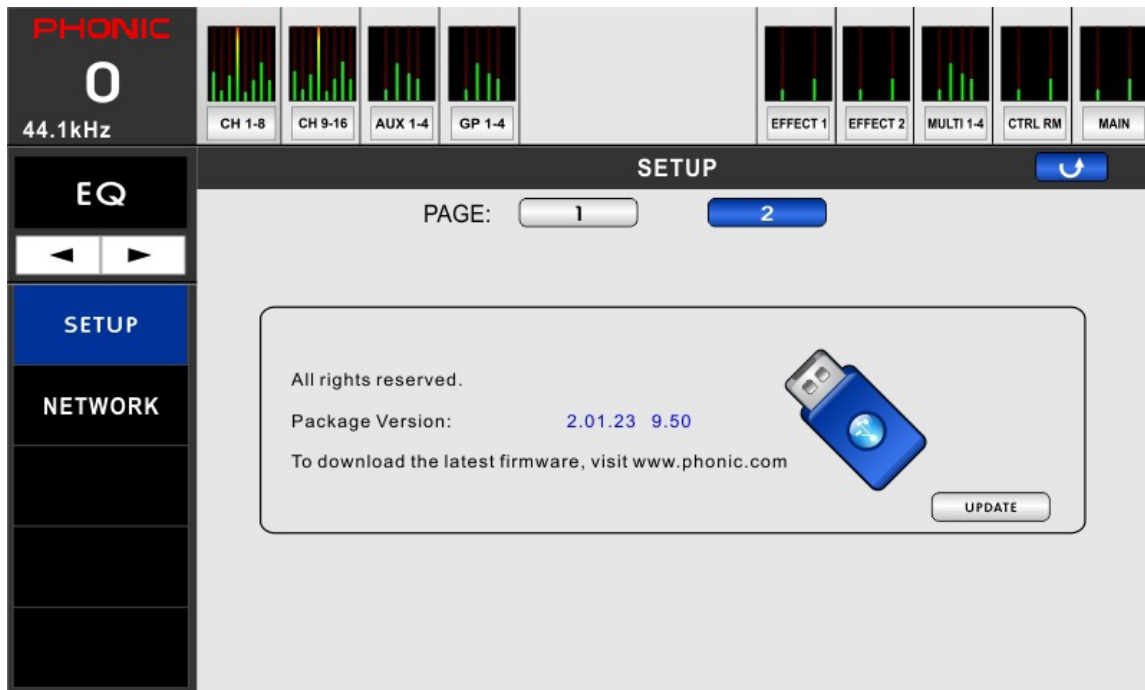 PHONIC
0
44.1kHz
CH 1-8
CH 9-16
AUX 1-4
GP 1-4
EFFECT 1
EFFECT 2
MULTI 1-4
CTRL RM
MAIN
EQ
SETUP
NETWORK
SETUP
PAGE:
1
2
All rights reserved.
Package Version: 2.01.23 9.50
To download the latest firmware, visit www.phonic.com
UPDATE